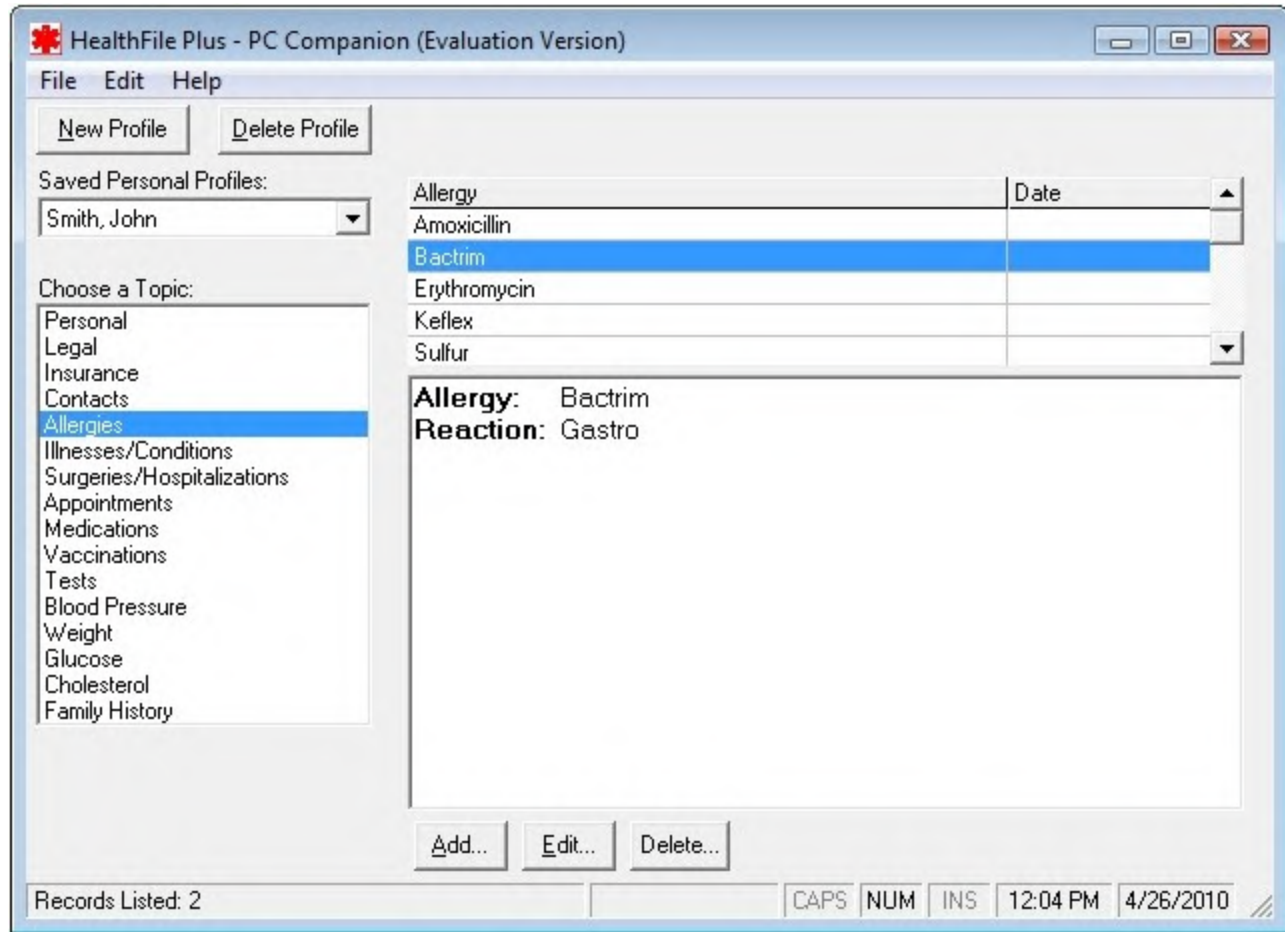 HealthFile Plus - PC Companion (Evaluation Version)
File Edit Help
New Profile Delete Profile
Saved Personal Profiles:
Smith, John
Choose a Topic:
Personal
Legal
Insurance
Contacts
Allergies
Illnesses/Conditions
Surgeries/Hospitalizations
Appointments
Medications
Vaccinations
Tests
Blood Pressure
Weight
Glucose
Cholesterol
Family History
Allergy Date
Amoxicillin
Bactrim
Erythromycin
Keflex
Sulfur
Allergy: Bactrim
Reaction: Gastro
Add... Edit... Delete...
Records Listed: 2 CAPS NUM INS 12:04 PM 4/26/2010